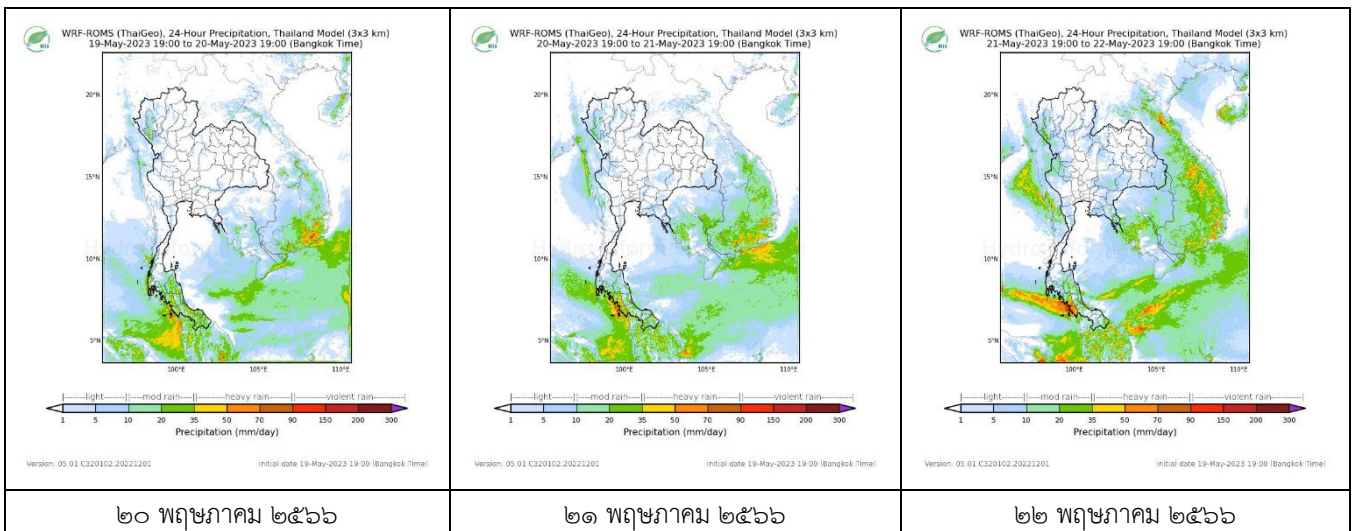 WRF-ROMS (ThaiGeo), 24-Hour Precipitation, Thailand Model (3x3 km)
19-May-2023 19:00 to 20-May-2023 19:00 (Bangkok Time)
20°N
15°N
10°N
5°N
100°E 105°E 110°E
|-------light------||---mod.rain-----||------heavy rain----||------violent rain------|
1 5 10 20 35 50 70 90 150 200 300
Precipitation (mm/day)
Version: 05.01.C320102.20221201 initial date 19-May-2023 19:00 (Bangkok Time)
๒๐ พฤษภาคม ๒๕๖๖
WRF-ROMS (ThaiGeo), 24-Hour Precipitation, Thailand Model (3x3 km)
20-May-2023 19:00 to 21-May-2023 19:00 (Bangkok Time)
20°N
15°N
10°N
5°N
100°E 105°E 110°E
|-------light------||---mod.rain-----||------heavy rain----||------violent rain------|
1 5 10 20 35 50 70 90 150 200 300
Precipitation (mm/day)
Version: 05.01.C320102.20221201 initial date 19-May-2023 19:00 (Bangkok Time)
๒๑ พฤษภาคม ๒๕๖๖
WRF-ROMS (ThaiGeo), 24-Hour Precipitation, Thailand Model (3x3 km)
21-May-2023 19:00 to 22-May-2023 19:00 (Bangkok Time)
20°N
15°N
10°N
5°N
100°E 105°E 110°E
|-------light------||---mod.rain-----||------heavy rain----||------violent rain------|
1 5 10 20 35 50 70 90 150 200 300
Precipitation (mm/day)
Version: 05.01.C320102.20221201 initial date 19-May-2023 19:00 (Bangkok Time)
๒๒ พฤษภาคม ๒๕๖๖